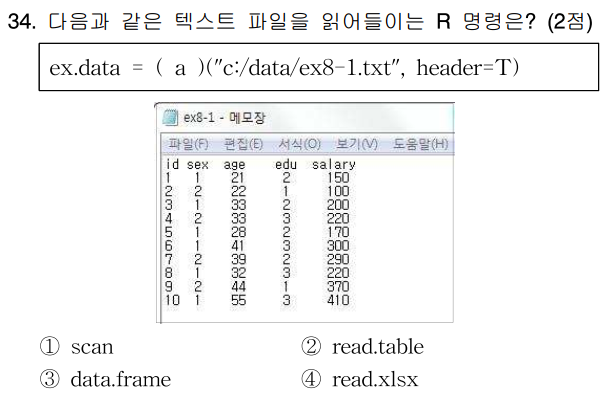 34. 다음과 같은 텍스트 파일을 읽어들이는 R 명령은? (2점)
ex.data = ( a )("c:/data/ex8-1.txt", header=T)
ex8-1 - 메모장
파일(F) 편집(E) 서식(O) 보기(V) 도움말(H)
id sex age edu salary
1 1 21 2 150
2 2 22 1 100
3 1 33 2 200
4 2 33 3 220
5 1 28 2 170
6 1 41 3 300
7 2 39 2 290
8 1 32 3 220
9 2 44 1 370
10 1 55 3 410
① scan ② read.table
③ data.frame ④ read.xlsx